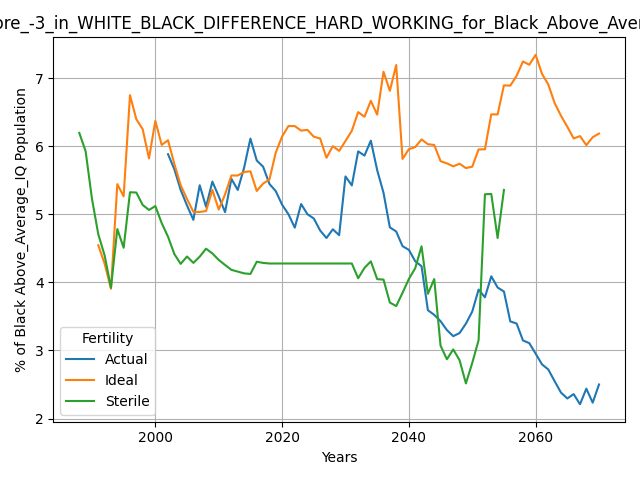 ore_-3_in_WHITE_BLACK_DIFFERENCE_HARD_WORKING_for_Black_Above_Aver
% of Black Above_Average_IQ Population
7
6
5
4
3
2
Fertility
Actual
Ideal
Sterile
2000
2020
2040
2060
Years